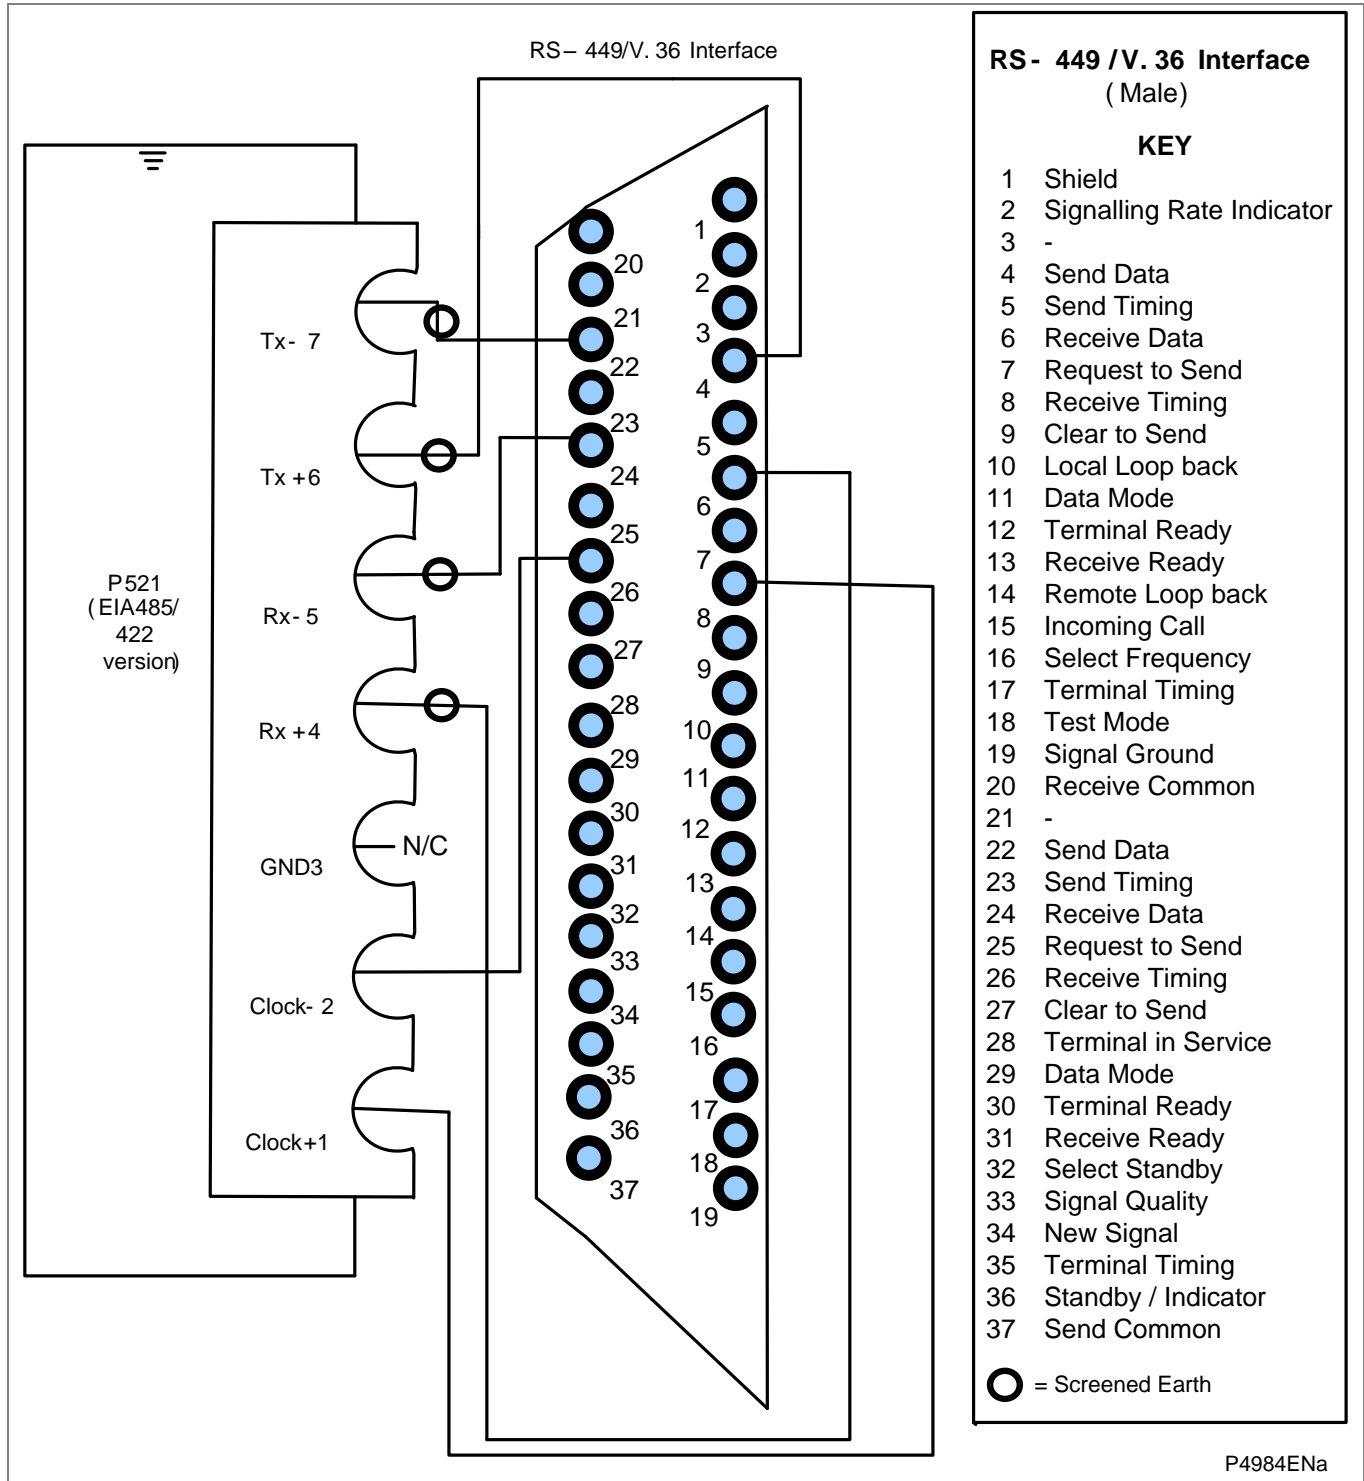 RS– 449/V. 36 Interface
Tx- 7
Tx +6
Rx- 5
Rx +4
GND3
N/C
Clock- 2
Clock+1
P521
(EIA485/
422
version)
20
21
22
23
24
25
26
27
28
29
30
31
32
33
34
35
36
37
1
2
3
4
5
6
7
8
9
10
11
12
13
14
15
16
17
18
19
RS- 449 /V. 36 Interface
( Male)
KEY
1 Shield
2 Signalling Rate Indicator
3 -
4 Send Data
5 Send Timing
6 Receive Data
7 Request to Send
8 Receive Timing
9 Clear to Send
10 Local Loop back
11 Data Mode
12 Terminal Ready
13 Receive Ready
14 Remote Loop back
15 Incoming Call
16 Select Frequency
17 Terminal Timing
18 Test Mode
19 Signal Ground
20 Receive Common
21 -
22 Send Data
23 Send Timing
24 Receive Data
25 Request to Send
26 Receive Timing
27 Clear to Send
28 Terminal in Service
29 Data Mode
30 Terminal Ready
31 Receive Ready
32 Select Standby
33 Signal Quality
34 New Signal
35 Terminal Timing
36 Standby / Indicator
37 Send Common
= Screened Earth
P4984ENa